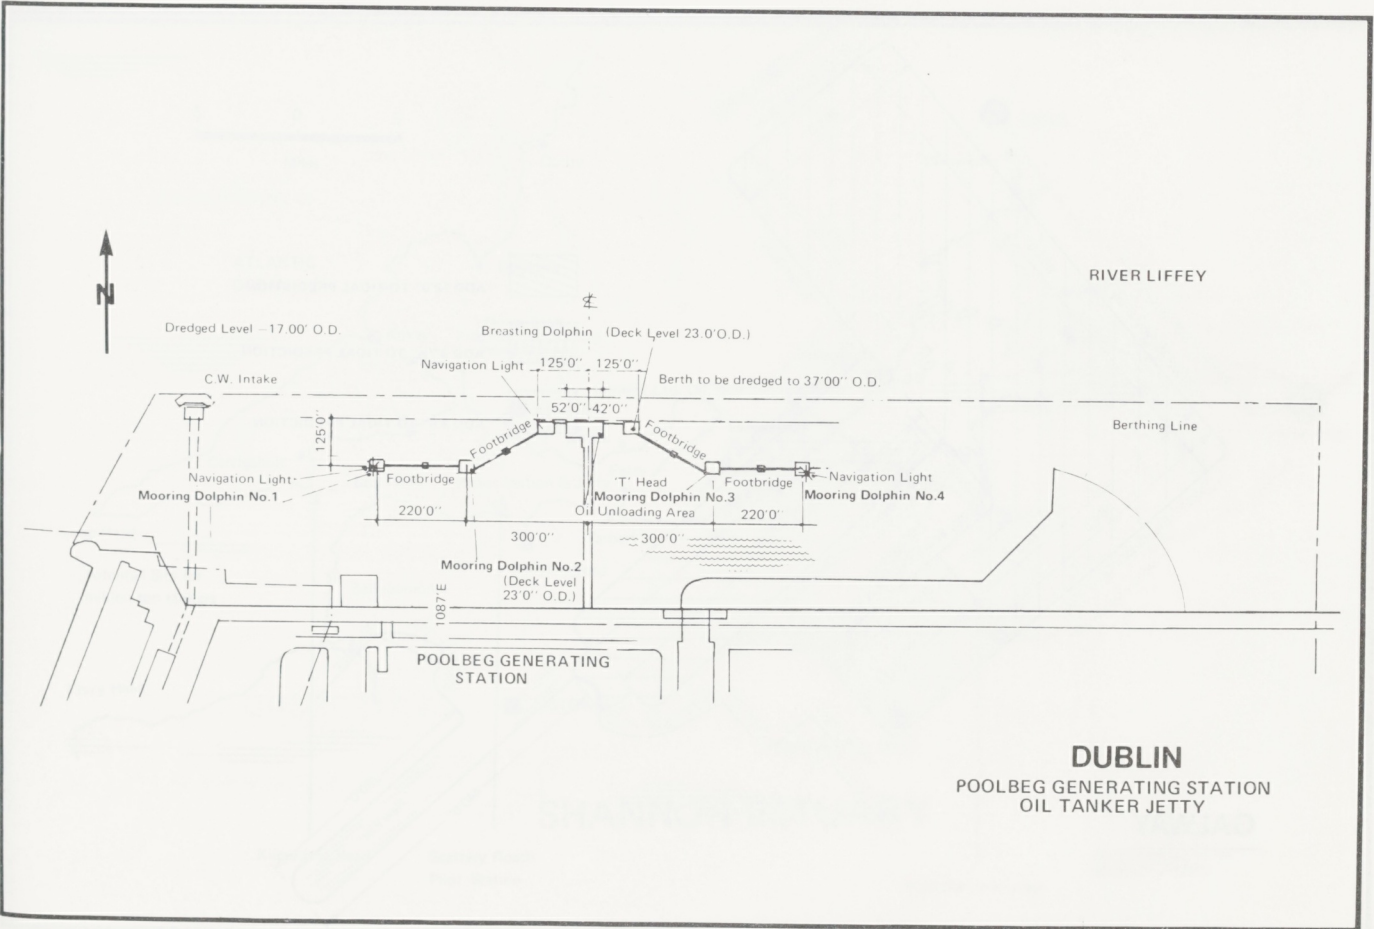 RIVER LIFFEY
N
℄
Dredged Level –17.00' O.D.
Breasting Dolphin (Deck Level 23.0'O.D.)
Navigation Light
125'0''
125'0''
C.W. Intake
Berth to be dredged to 37'00'' O.D.
52'0''
42'0''
125'0''
Footbridge
Footbridge
Berthing Line
Navigation Light
Mooring Dolphin No.1
Footbridge
'T' Head
Mooring Dolphin No.3
Oil Unloading Area
Footbridge
Navigation Light
Mooring Dolphin No.4
220'0''
220'0''
300'0''
300'0''
Mooring Dolphin No.2
(Deck Level
23'0'' O.D.)
1087'E
POOLBEG GENERATING
STATION
DUBLIN
POOLBEG GENERATING STATION
OIL TANKER JETTY